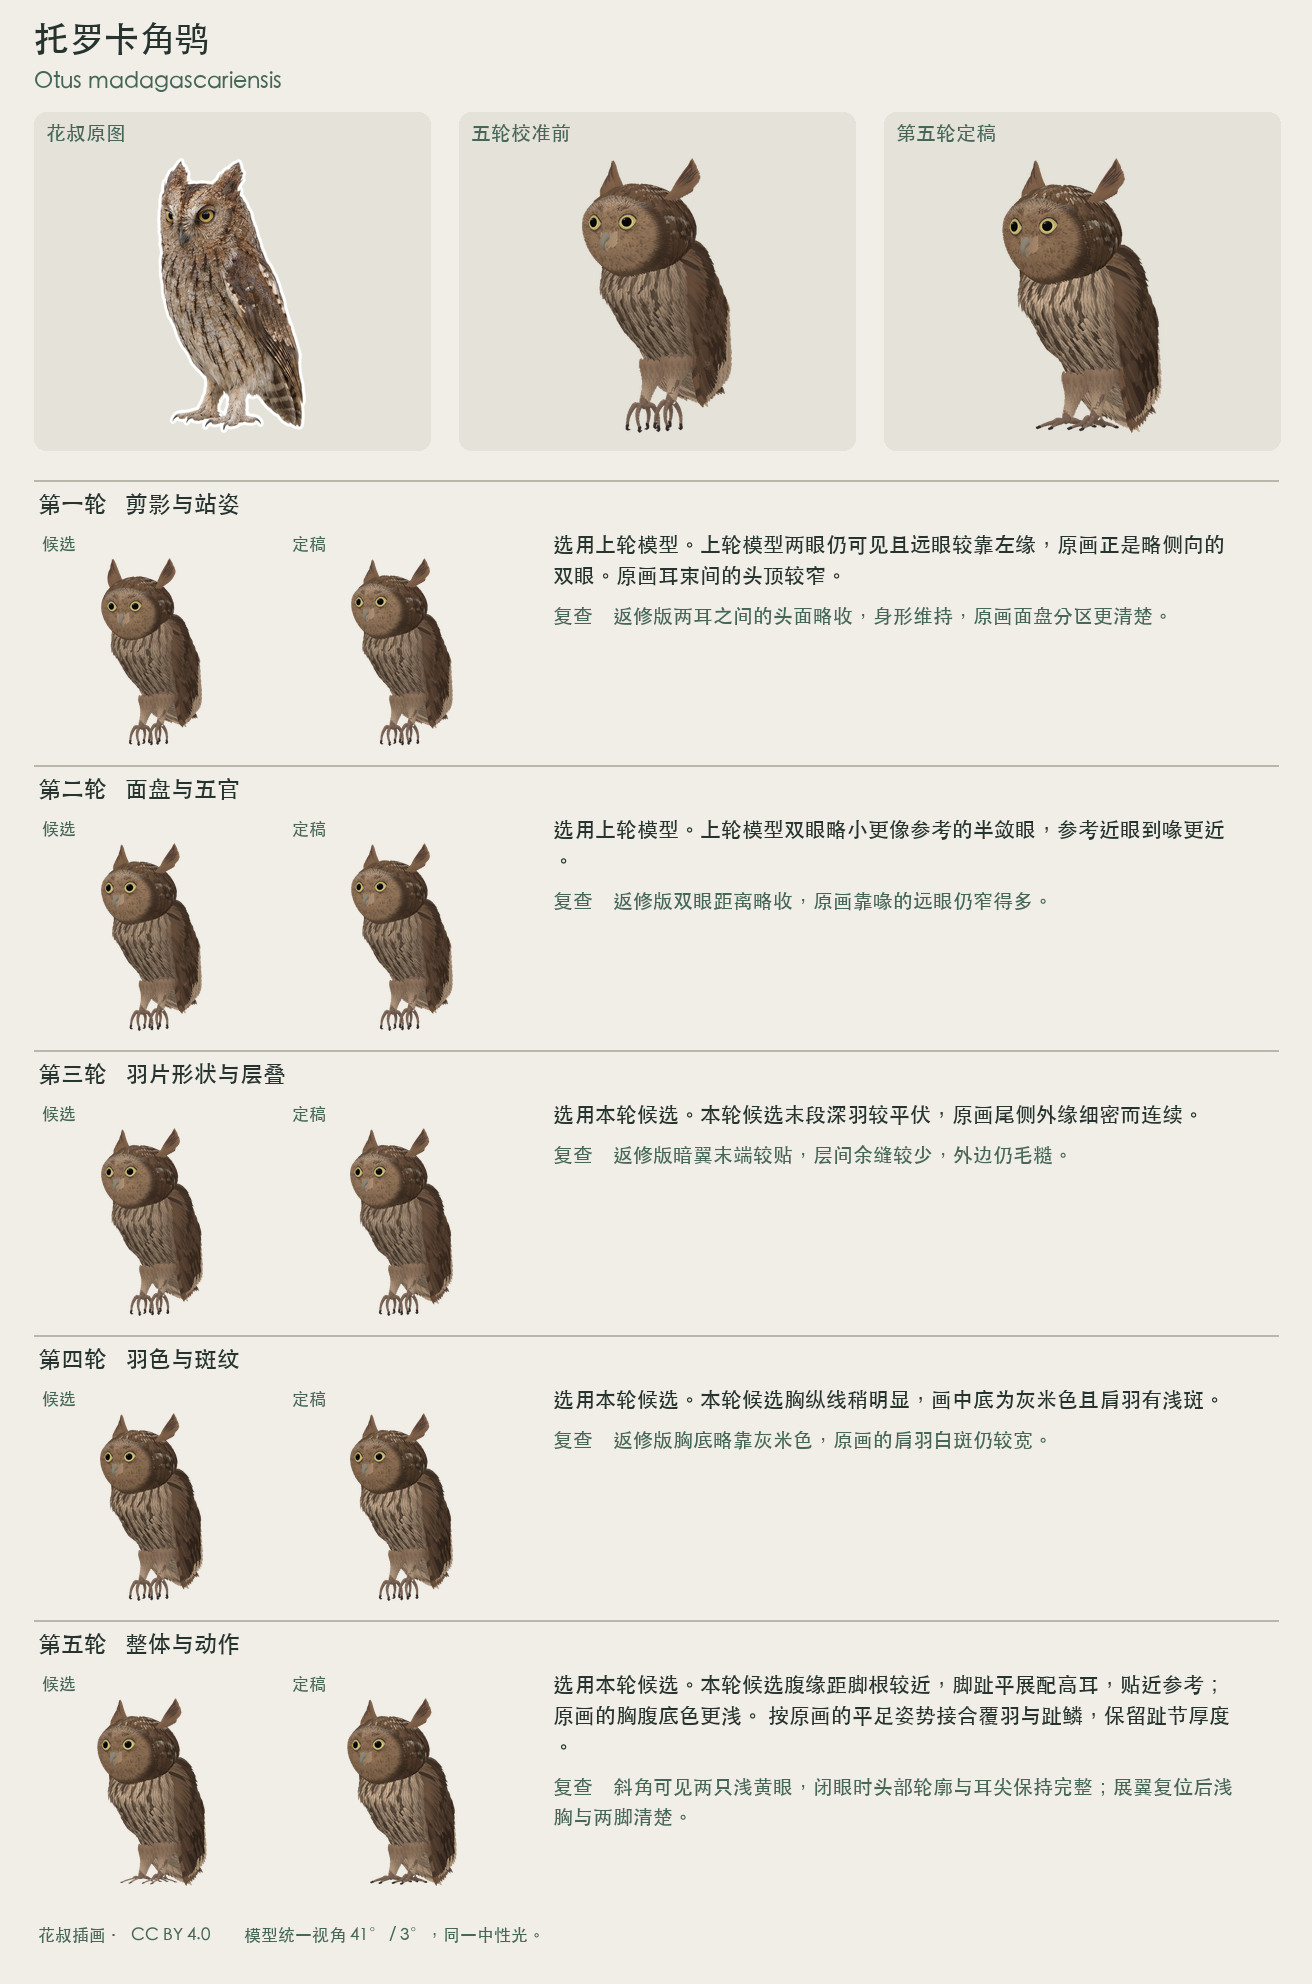 托罗卡角鸮
Otus madagascariensis
花叔原图
五轮校准前
第五轮定稿
第一轮 剪影与站姿
候选
定稿
选用上轮模型。上轮模型两眼仍可见且远眼较靠左缘，原画正是略侧向的
双眼。原画耳束间的头顶较窄。
复查 返修版两耳之间的头面略收，身形维持，原画面盘分区更清楚。
第二轮 面盘与五官
候选
定稿
选用上轮模型。上轮模型双眼略小更像参考的半敛眼，参考近眼到喙更近
。
复查 返修版双眼距离略收，原画靠喙的远眼仍窄得多。
第三轮 羽片形状与层叠
候选
定稿
选用本轮候选。本轮候选末段深羽较平伏，原画尾侧外缘细密而连续。
复查 返修版暗翼末端较贴，层间余缝较少，外边仍毛糙。
第四轮 羽色与斑纹
候选
定稿
选用本轮候选。本轮候选胸纵线稍明显，画中底为灰米色且肩羽有浅斑。
复查 返修版胸底略靠灰米色，原画的肩羽白斑仍较宽。
第五轮 整体与动作
候选
定稿
选用本轮候选。本轮候选腹缘距脚根较近，脚趾平展配高耳，贴近参考；
原画的胸腹底色更浅。 按原画的平足姿势接合覆羽与趾鳞，保留趾节厚度
。
复查 斜角可见两只浅黄眼，闭眼时头部轮廓与耳尖保持完整；展翼复位后浅
胸与两脚清楚。
花叔插画· CC BY 4.0 模型统一视角 41° / 3° ，同一中性光。